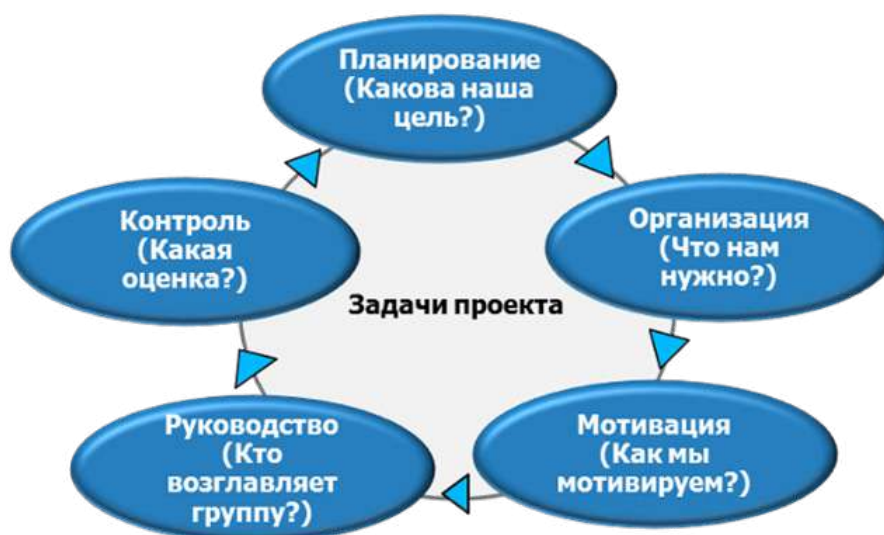 Планирование
(Какова наша
цель?)
Контроль
(Какая
оценка?)
Организация
(Что нам
нужно?)
Задачи проекта
Руководство
(Кто
возглавляет
группу?)
Мотивация
(Как мы
мотивируем?)